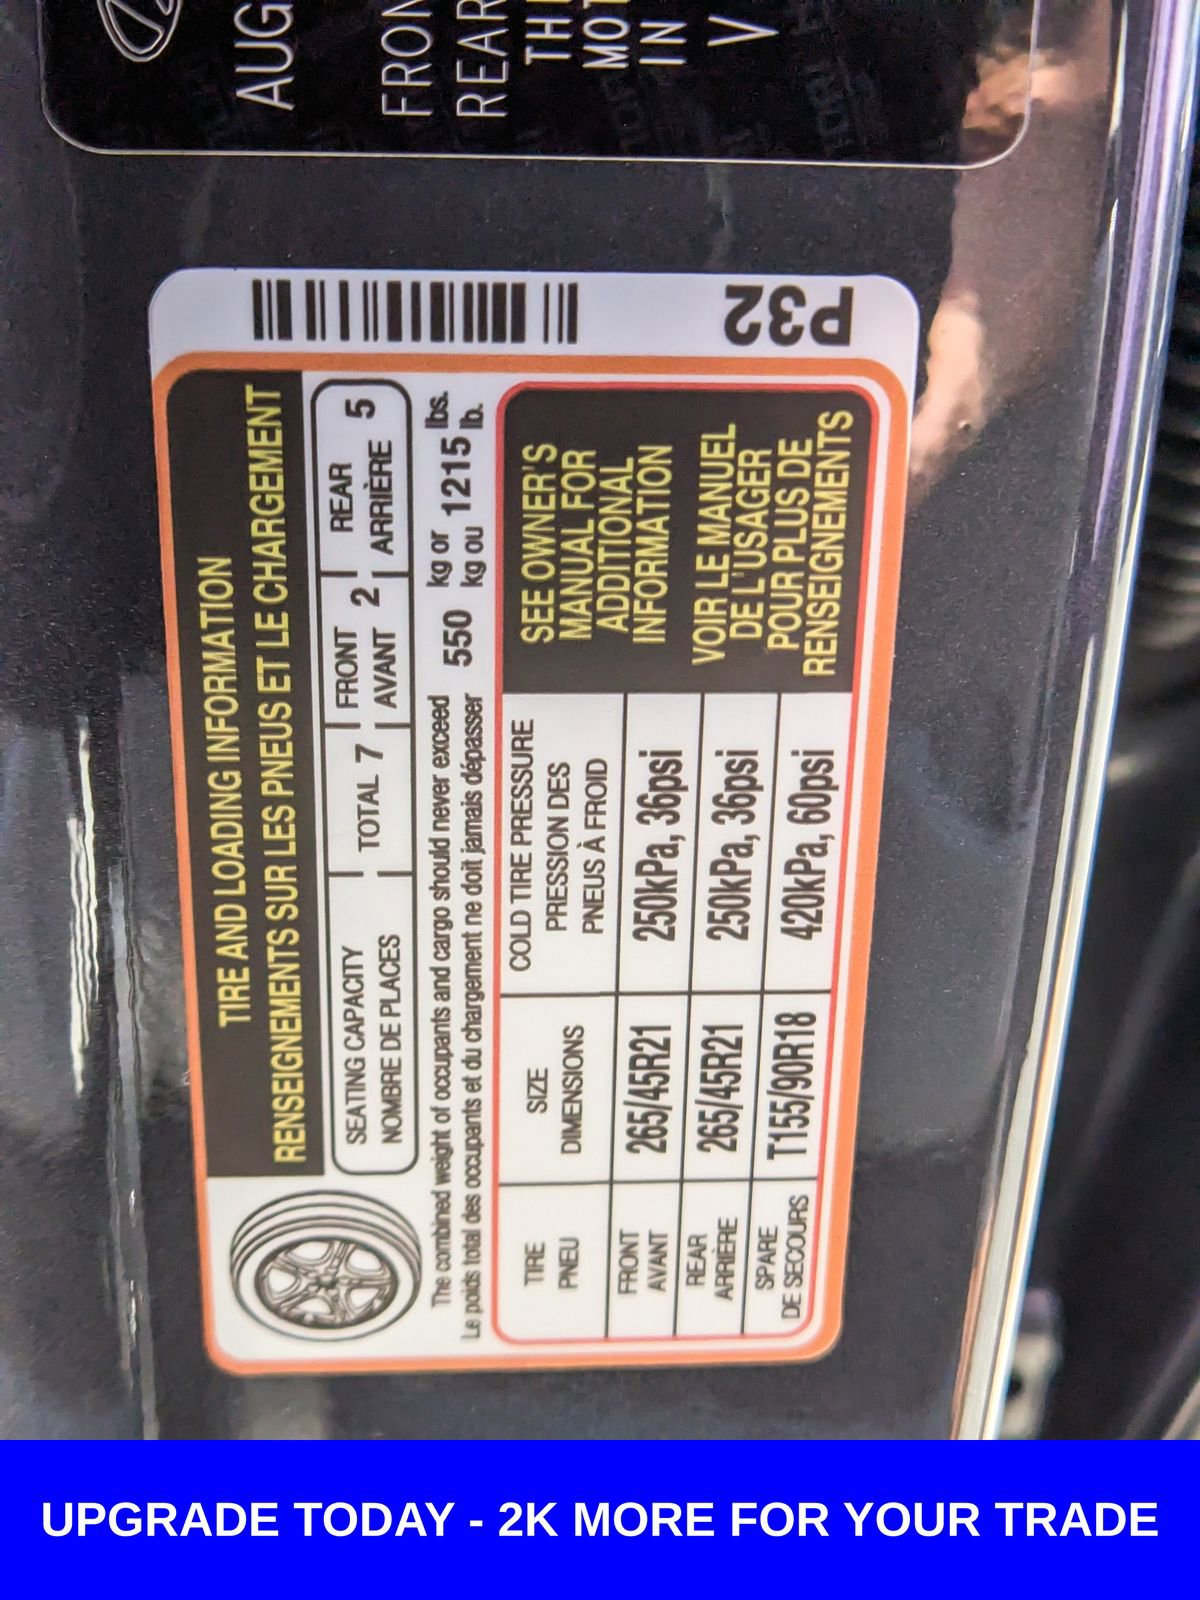 AUG
FRON
REAR
IN
V
P32
TIRE AND LOADING INFORMATION
RENSEIGNEMENTS SUR LES PNEUS ET LE CHARGEMENT
SEATING CAPACITY
NOMBRE DE PLACES
TOTAL 7
FRONT
AVANT 2
REAR
ARRIÈRE 5
The combined weight of occupants and cargo should never exceed 550 kg or 1215 lbs.
Le poids total des occupants et du chargement ne doit jamais dépasser kg ou lb.
TIRE
PNEU
SIZE
DIMENSIONS
COLD TIRE PRESSURE
PRESSION DES
PNEUS À FROID
FRONT
AVANT
265/45R21
250kPa, 36psi
REAR
ARRIÈRE
265/45R21
250kPa, 36psi
SPARE
DE SECOURS
T155/90R18
420kPa, 60psi
SEE OWNER'S
MANUAL FOR
ADDITIONAL
INFORMATION
VOIR LE MANUEL
DE L'USAGER
POUR PLUS DE
RENSEIGNEMENTS
UPGRADE TODAY - 2K MORE FOR YOUR TRADE